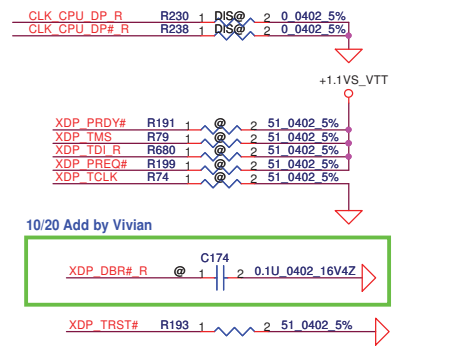 CLK_CPU_DP_R R230 1 DIS@ 2 0_0402_5%
CLK_CPU_DP#_R R238 1 DIS@ 2 0_0402_5%
+1.1VS_VTT
XDP_PRDY# R191 1 @ 2 51_0402_5%
XDP_TMS R79 1 @ 2 51_0402_5%
XDP_TDI_R R680 1 @ 2 51_0402_5%
XDP_PREQ# R199 1 @ 2 51_0402_5%
XDP_TCLK R74 1 @ 2 51_0402_5%
10/20 Add by Vivian
C174
XDP_DBR#_R @ 1 2 0.1U_0402_16V4Z
XDP_TRST# R193 1 2 51_0402_5%